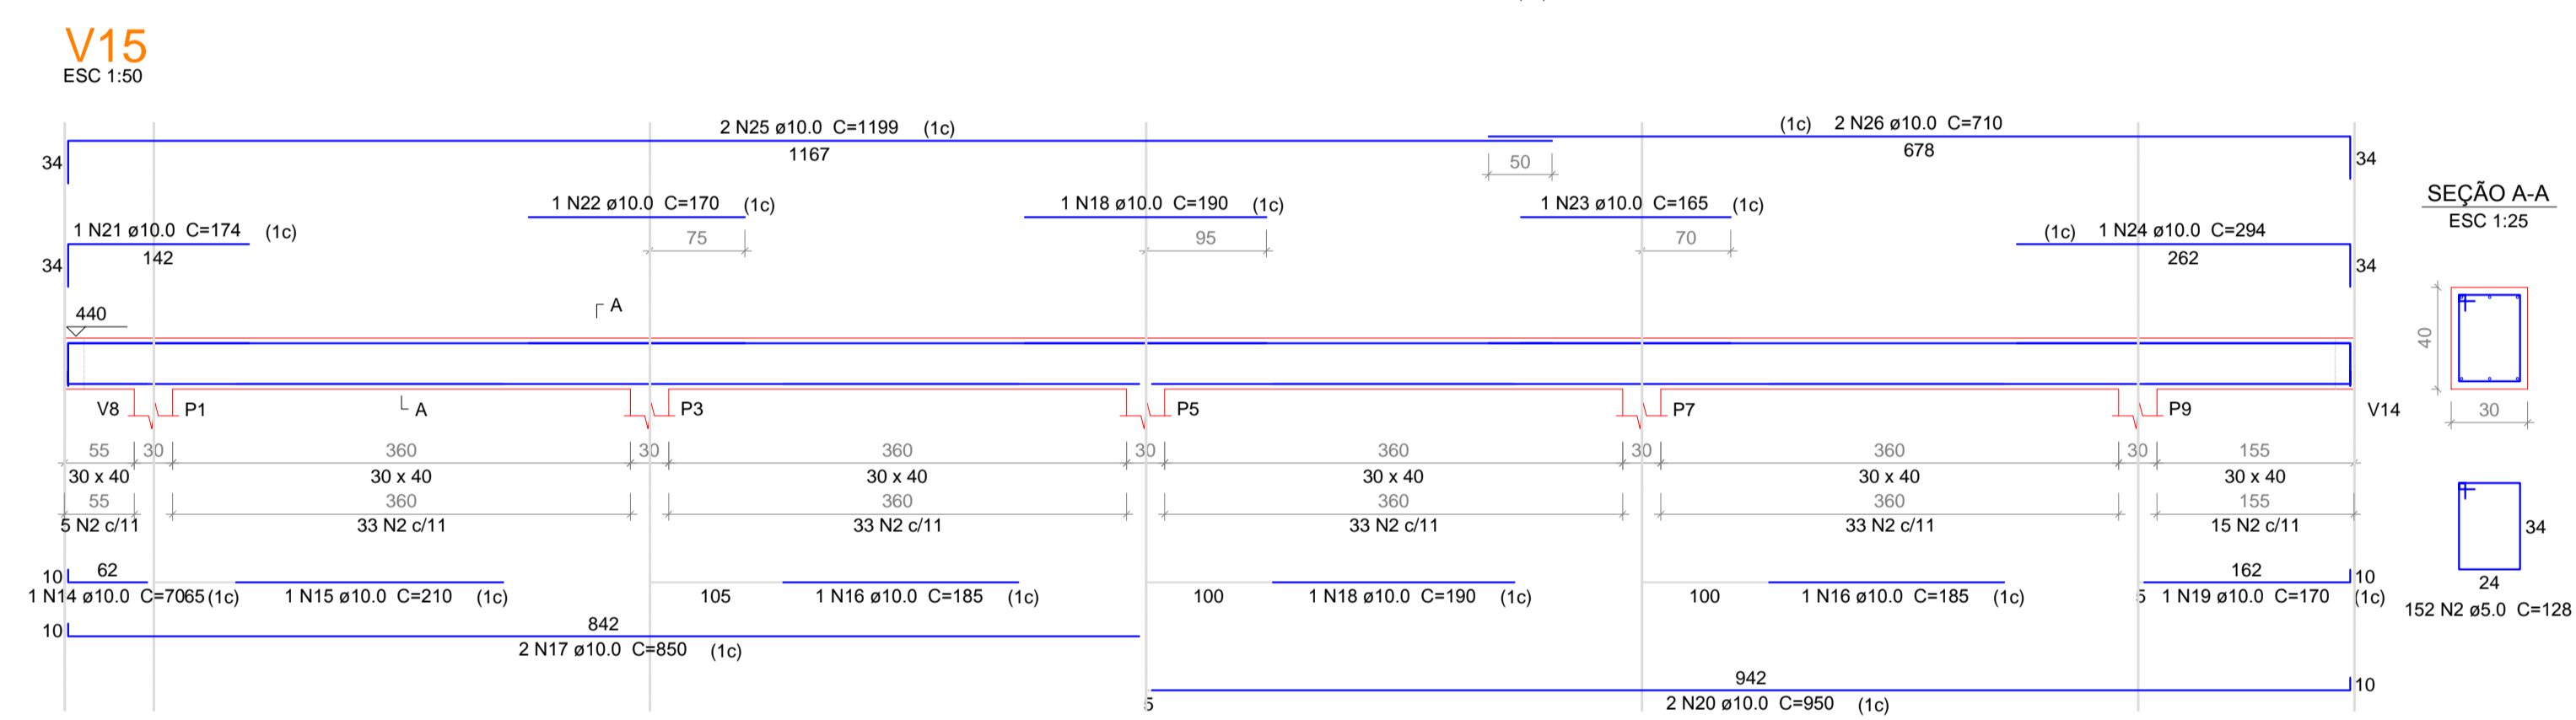 V15
ESC 1:50
2 N25 ø10.0 C=1199 (1c)
(1c) 2 N26 ø10.0 C=710
34
1167
678
34
50
1 N22 ø10.0 C=170 (1c)
1 N18 ø10.0 C=190 (1c)
1 N23 ø10.0 C=165 (1c)
1 N21 ø10.0 C=174 (1c)
75
95
70
(1c) 1 N24 ø10.0 C=294
34
142
262
34
SEÇÃO A-A
ESC 1:25
440
A
40
30
V8
P1
A
P3
P5
P7
P9
V14
55 30 360 30 360 30 360 30 360 30 155
30 x 40 30 x 40 30 x 40 30 x 40 30 x 40 30 x 40
55 360 360 360 360 155
5 N2 c/11 33 N2 c/11 33 N2 c/11 33 N2 c/11 33 N2 c/11 15 N2 c/11
34
24
152 N2 ø5.0 C=128
10 62 162 10
1 N14 ø10.0 C=70 65 (1c) 1 N15 ø10.0 C=210 (1c) 105 1 N16 ø10.0 C=185 (1c) 100 1 N18 ø10.0 C=190 (1c) 100 1 N16 ø10.0 C=185 (1c) 5 1 N19 ø10.0 C=170 (1c)
10 842
2 N17 ø10.0 C=850 (1c)
942 10
5 2 N20 ø10.0 C=950 (1c)